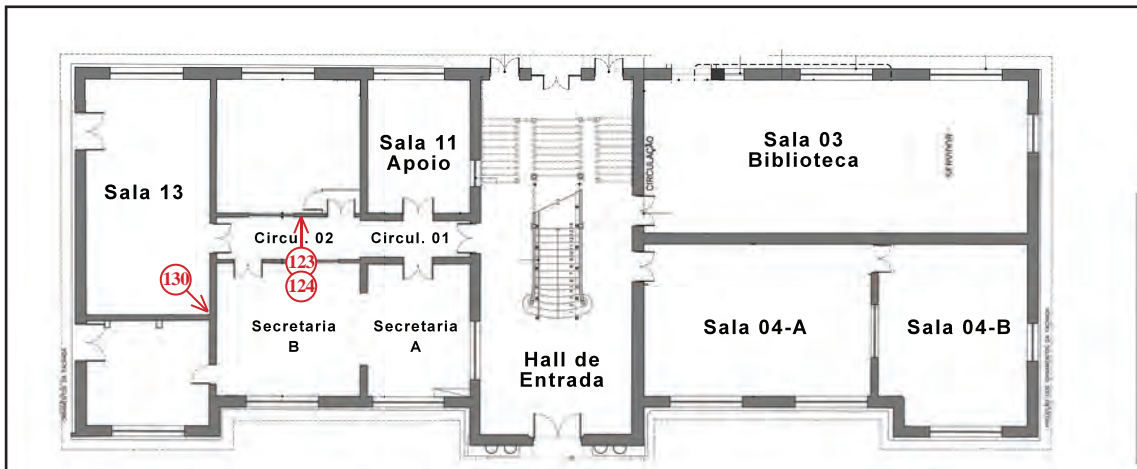 Sala 13
Sala 11
Apoio
Sala 03
Biblioteca
CIRCULAÇÃO
Circul. 02
Circul. 01
123
124
130
Secretaria
B
Secretaria
A
Hall de
Entrada
Sala 04-A
Sala 04-B